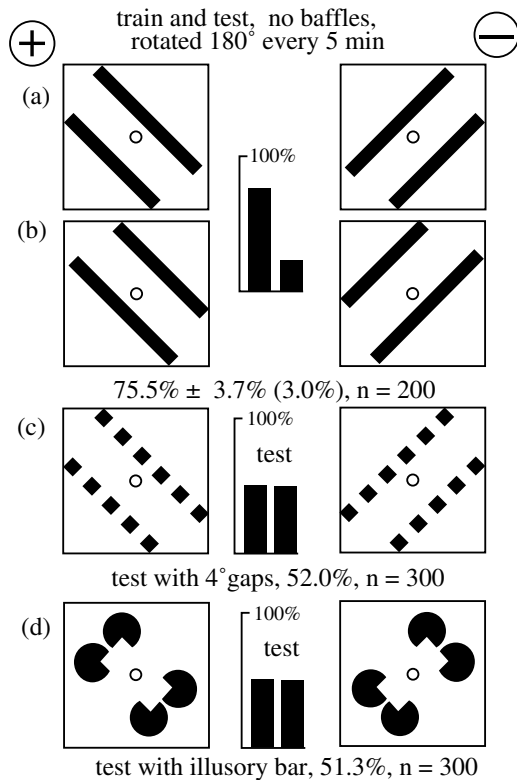 train and test, no baffles,
rotated 180° every 5 min
+
−
(a)
100%
(b)
75.5% ± 3.7% (3.0%), n = 200
(c)
100%
test
test with 4° gaps, 52.0%, n = 300
(d)
100%
test
test with illusory bar, 51.3%, n = 300